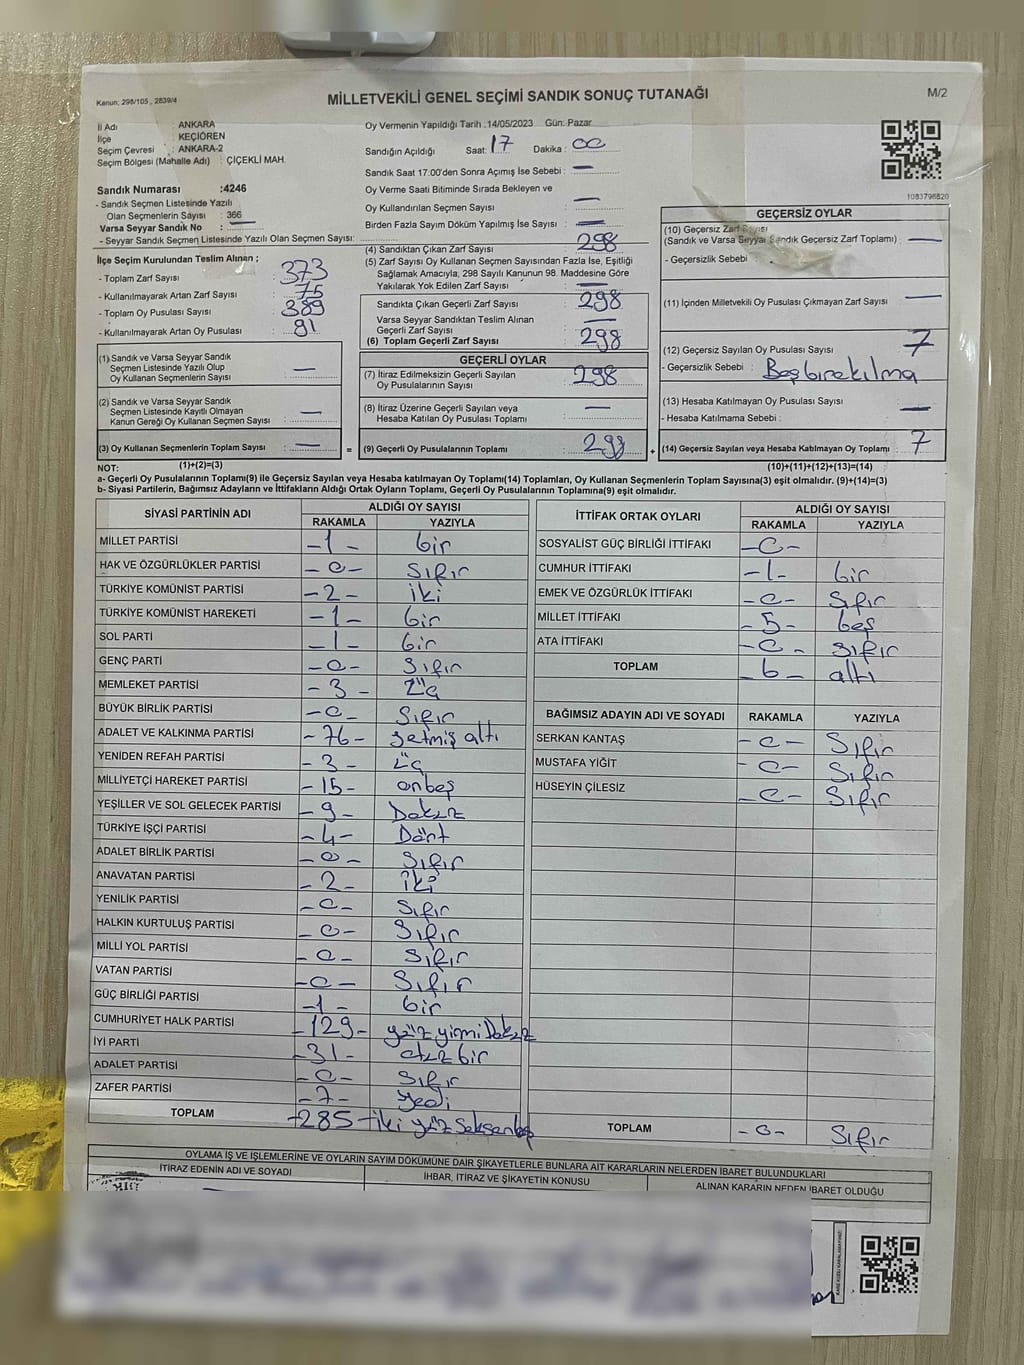 Kanun: 298/105 , 2839/4
MİLLETVEKİLİ GENEL SEÇİMİ SANDIK SONUÇ TUTANAĞI
M/2
İl Adı : ANKARA
İlçe : KEÇİÖREN
Seçim Çevresi : ANKARA-2
Seçim Bölgesi (Mahalle Adı) : ÇİÇEKLİ MAH.
Sandık Numarası :4246
- Sandık Seçmen Listesinde Yazılı
Olan Seçmenlerin Sayısı : 366
Varsa Seyyar Sandık No : —
- Seyyar Sandık Seçmen Listesinde Yazılı Olan Seçmen Sayısı:
İlçe Seçim Kurulundan Teslim Alınan ;
- Toplam Zarf Sayısı : 373
- Kullanılmayarak Artan Zarf Sayısı : 75
- Toplam Oy Pusulası Sayısı : 389
- Kullanılmayarak Artan Oy Pusulası : 91
(1) Sandık ve Varsa Seyyar Sandık
Seçmen Listesinde Yazılı Olup
Oy Kullanan Seçmenlerin Sayısı : —
(2) Sandık ve Varsa Seyyar Sandık
Seçmen Listesinde Kayıtlı Olmayan
Kanun Gereği Oy Kullanan Seçmen Sayısı : —
(3) Oy Kullanan Seçmenlerin Toplam Sayısı : — =
(1)+(2)=(3)
Oy Vermenin Yapıldığı Tarih :14/05/2023 Gün: Pazar
Sandığın Açıldığı Saat: 17 Dakika : 00
Sandık Saat 17:00'den Sonra Açımış İse Sebebi : —
Oy Verme Saati Bitiminde Sırada Bekleyen ve
Oy Kullandırılan Seçmen Sayısı : —
Birden Fazla Sayım Döküm Yapılmış İse Sayısı : —
(4) Sandıktan Çıkan Zarf Sayısı : 298
(5) Zarf Sayısı Oy Kullanan Seçmen Sayısından Fazla İse, Eşitliği
Sağlamak Amacıyla, 298 Sayılı Kanunun 98. Maddesine Göre
Yakılarak Yok Edilen Zarf Sayısı : —
Sandıkta Çıkan Geçerli Zarf Sayısı : 298
Varsa Seyyar Sandıktan Teslim Alınan
Geçerli Zarf Sayısı : —
(6) Toplam Geçerli Zarf Sayısı : 298
GEÇERLİ OYLAR
(7) İtiraz Edilmeksizin Geçerli Sayılan
Oy Pusulalarının Sayısı : 298
(8) İtiraz Üzerine Geçerli Sayılan veya
Hesaba Katılan Oy Pusulası Toplamı : —
(9) Geçerli Oy Pusulalarının Toplamı : +
1083796820
GEÇERSİZ OYLAR
(10) Geçersiz Zarf Sayısı
(Sandık ve Varsa Seyyar Sandık Geçersiz Zarf Toplamı) : —
- Geçersizlik Sebebi :
(11) İçinden Milletvekili Oy Pusulası Çıkmayan Zarf Sayısı : —
(12) Geçersiz Sayılan Oy Pusulası Sayısı : 7
- Geçersizlik Sebebi : Boş bırakılma
(13) Hesaba Katılmayan Oy Pusulası Sayısı : —
- Hesaba Katılmama Sebebi :
(14) Geçersiz Sayılan veya Hesaba Katılmayan Oy Toplamı : 7
(10)+(11)+(12)+(13)=(14)
NOT:
a- Geçerli Oy Pusulalarının Toplamı(9) ile Geçersiz Sayılan veya Hesaba katılmayan Oy Toplamı(14) Toplamları, Oy Kullanan Seçmenlerin Toplam Sayısına(3) eşit olmalıdır. (9)+(14)=(3)
b- Siyasi Partilerin, Bağımsız Adayların ve İttifakların Aldığı Ortak Oyların Toplamı, Geçerli Oy Pusulalarının Toplamına(9) eşit olmalıdır.
SİYASİ PARTİNİN ADI ALDIĞI OY SAYISI
RAKAMLA YAZIYLA
MİLLET PARTİSİ -1- bir
HAK VE ÖZGÜRLÜKLER PARTİSİ -0- Sıfır
TÜRKİYE KOMÜNİST PARTİSİ -2- iki
TÜRKİYE KOMÜNİST HAREKETİ -1- bir
SOL PARTİ -1- bir
GENÇ PARTİ -0- Sıfır
MEMLEKET PARTİSİ -3- Üç
BÜYÜK BİRLİK PARTİSİ -0- Sıfır
ADALET VE KALKINMA PARTİSİ -76- Yetmiş altı
YENİDEN REFAH PARTİSİ -3- Üç
MİLLİYETÇİ HAREKET PARTİSİ -15- onbeş
YEŞİLLER VE SOL GELECEK PARTİSİ -9- Dokuz
TÜRKİYE İŞÇİ PARTİSİ -4- Dört
ADALET BİRLİK PARTİSİ -0- Sıfır
ANAVATAN PARTİSİ -2- İki
YENİLİK PARTİSİ -0- Sıfır
HALKIN KURTULUŞ PARTİSİ -0- Sıfır
MİLLİ YOL PARTİSİ -0- Sıfır
VATAN PARTİSİ -0- Sıfır
GÜÇ BİRLİĞİ PARTİSİ -1- bir
CUMHURİYET HALK PARTİSİ -129- yüz yirmi Dokuz
İYİ PARTİ -31- otuz bir
ADALET PARTİSİ -0- Sıfır
ZAFER PARTİSİ -7- Yedi
TOPLAM -285- İki yüz Seksenbeş
İTTİFAK ORTAK OYLARI ALDIĞI OY SAYISI
RAKAMLA YAZIYLA
SOSYALİST GÜÇ BİRLİĞİ İTTİFAKI -0-
CUMHUR İTTİFAKI -1- bir
EMEK VE ÖZGÜRLÜK İTTİFAKI -0- Sıfır
MİLLET İTTİFAKI -5- beş
ATA İTTİFAKI -0- Sıfır
TOPLAM -6- altı
BAĞIMSIZ ADAYIN ADI VE SOYADI RAKAMLA YAZIYLA
SERKAN KANTAŞ -0- Sıfır
MUSTAFA YİĞİT -0- Sıfır
HÜSEYİN ÇİLESİZ -0- Sıfır
TOPLAM -0- Sıfır
OYLAMA İŞ VE İŞLEMLERİNE VE OYLARIN SAYIM DÖKÜMÜNE DAİR ŞİKAYETLERLE BUNLARA AİT KARARLARIN NELERDEN İBARET BULUNDUKLARI
İTİRAZ EDENİN ADI VE SOYADI İHBAR, İTİRAZ VE ŞİKAYETİN KONUSU ALINAN KARARIN NEDEN İBARET OLDUĞU